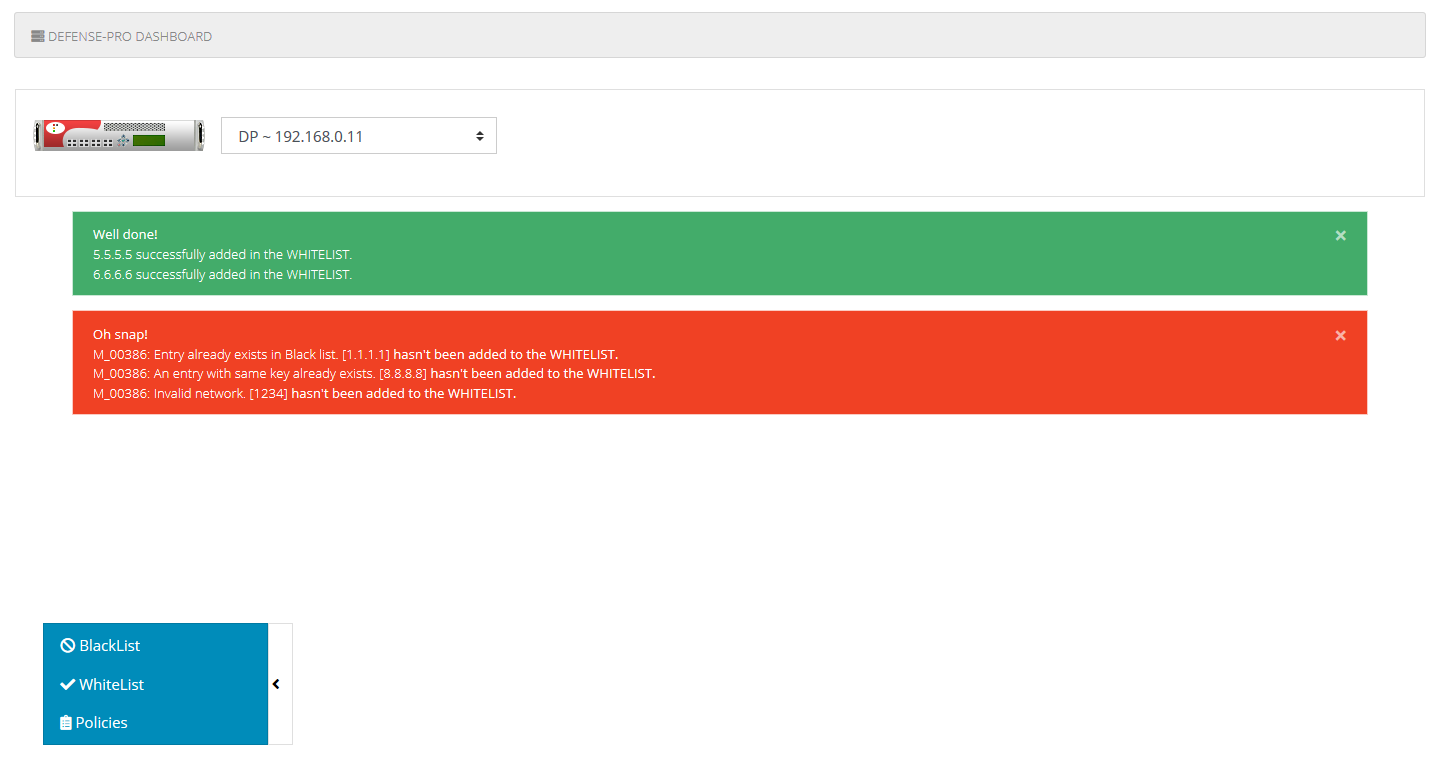 DEFENSE-PRO DASHBOARD
DP ~ 192.168.0.11
Well done!
5.5.5.5 successfully added in the WHITELIST.
6.6.6.6 successfully added in the WHITELIST.
Oh snap!
M_00386: Entry already exists in Black list. [1.1.1.1] hasn't been added to the WHITELIST.
M_00386: An entry with same key already exists. [8.8.8.8] hasn't been added to the WHITELIST.
M_00386: Invalid network. [1234] hasn't been added to the WHITELIST.
BlackList
WhiteList
Policies